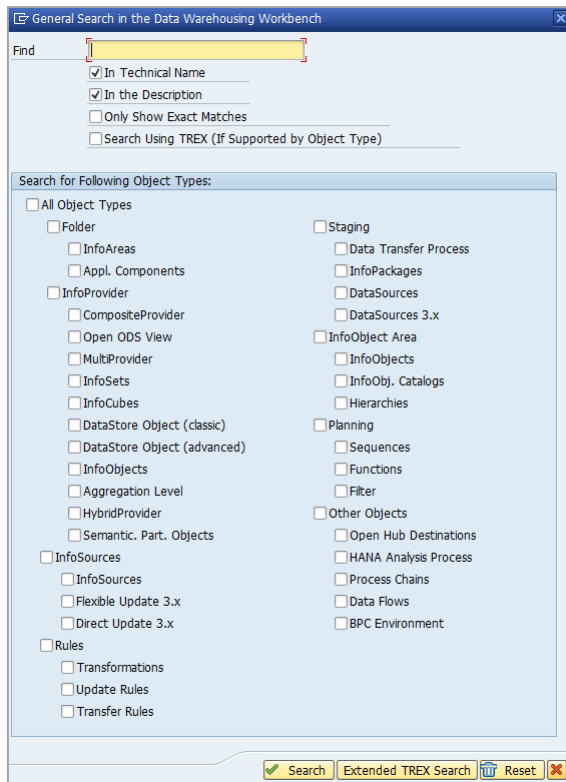 General Search in the Data Warehousing Workbench
Find
In Technical Name
In the Description
Only Show Exact Matches
Search Using TREX (If Supported by Object Type)
Search for Following Object Types:
All Object Types
Folder
InfoAreas
Appl. Components
InfoProvider
CompositeProvider
Open ODS View
MultiProvider
InfoSets
InfoCubes
DataStore Object (classic)
DataStore Object (advanced)
InfoObjects
Aggregation Level
HybridProvider
Semantic. Part. Objects
InfoSources
InfoSources
Flexible Update 3.x
Direct Update 3.x
Rules
Transformations
Update Rules
Transfer Rules
Staging
Data Transfer Process
InfoPackages
DataSources
DataSources 3.x
InfoObject Area
InfoObjects
InfoObj. Catalogs
Hierarchies
Planning
Sequences
Functions
Filter
Other Objects
Open Hub Destinations
HANA Analysis Process
Process Chains
Data Flows
BPC Environment
Search
Extended TREX Search
Reset